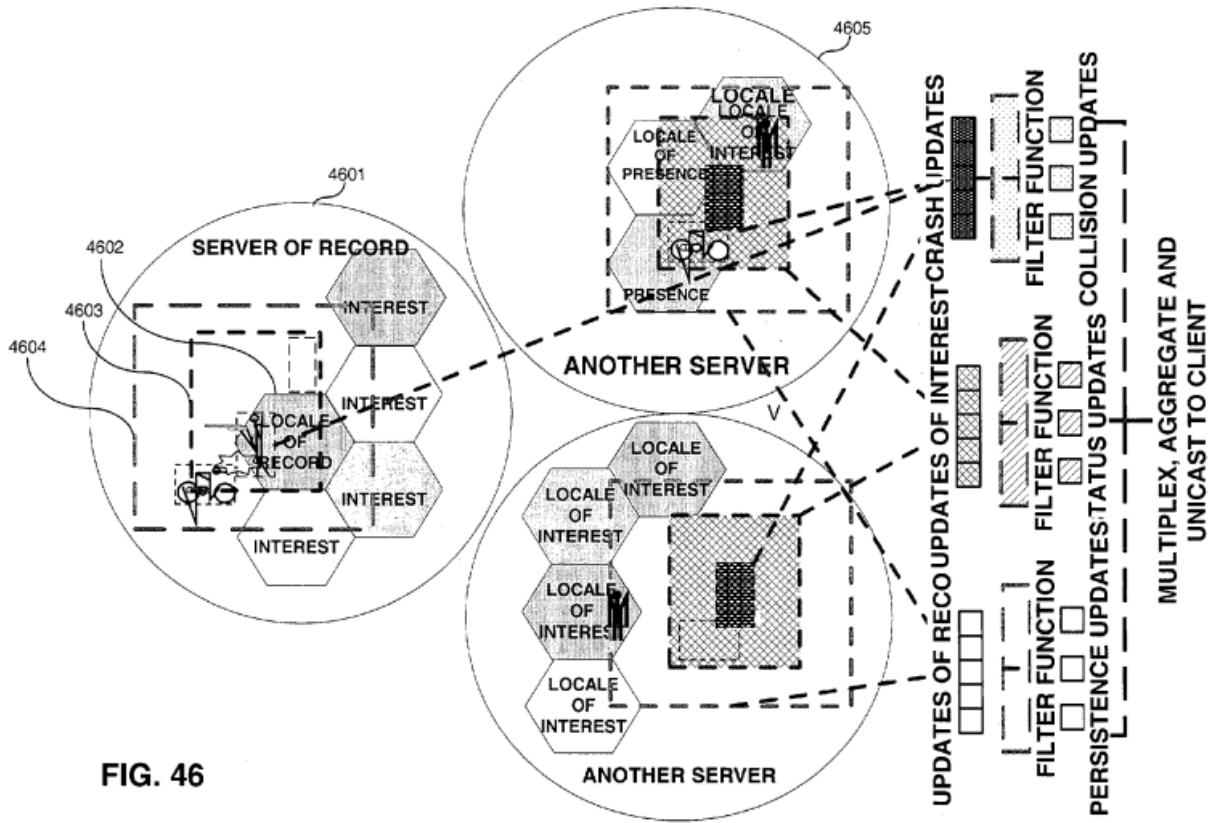 4605
4601
4602
4603
4604
SERVER OF RECORD
INTEREST
INTEREST
LOCALE
OF
RECORD
INTEREST
INTEREST
LOCALE
LOCALE
OF
INTEREST
LOCALE
OF
PRESENCE
PRESENCE
ANOTHER SERVER
V
LOCALE
OF
INTEREST
LOCALE
OF
INTEREST
LOCALE
OF
INTEREST
LOCALE
OF
INTEREST
ANOTHER SERVER
UPDATES OF RECO
UPDATES OF INTEREST
CRASH UPDATES
FILTER FUNCTION
FILTER FUNCTION
FILTER FUNCTION
PERSISTENCE UPDATES
STATUS UPDATES
COLLISION UPDATES
MULTIPLEX, AGGREGATE AND
UNICAST TO CLIENT
FIG. 46